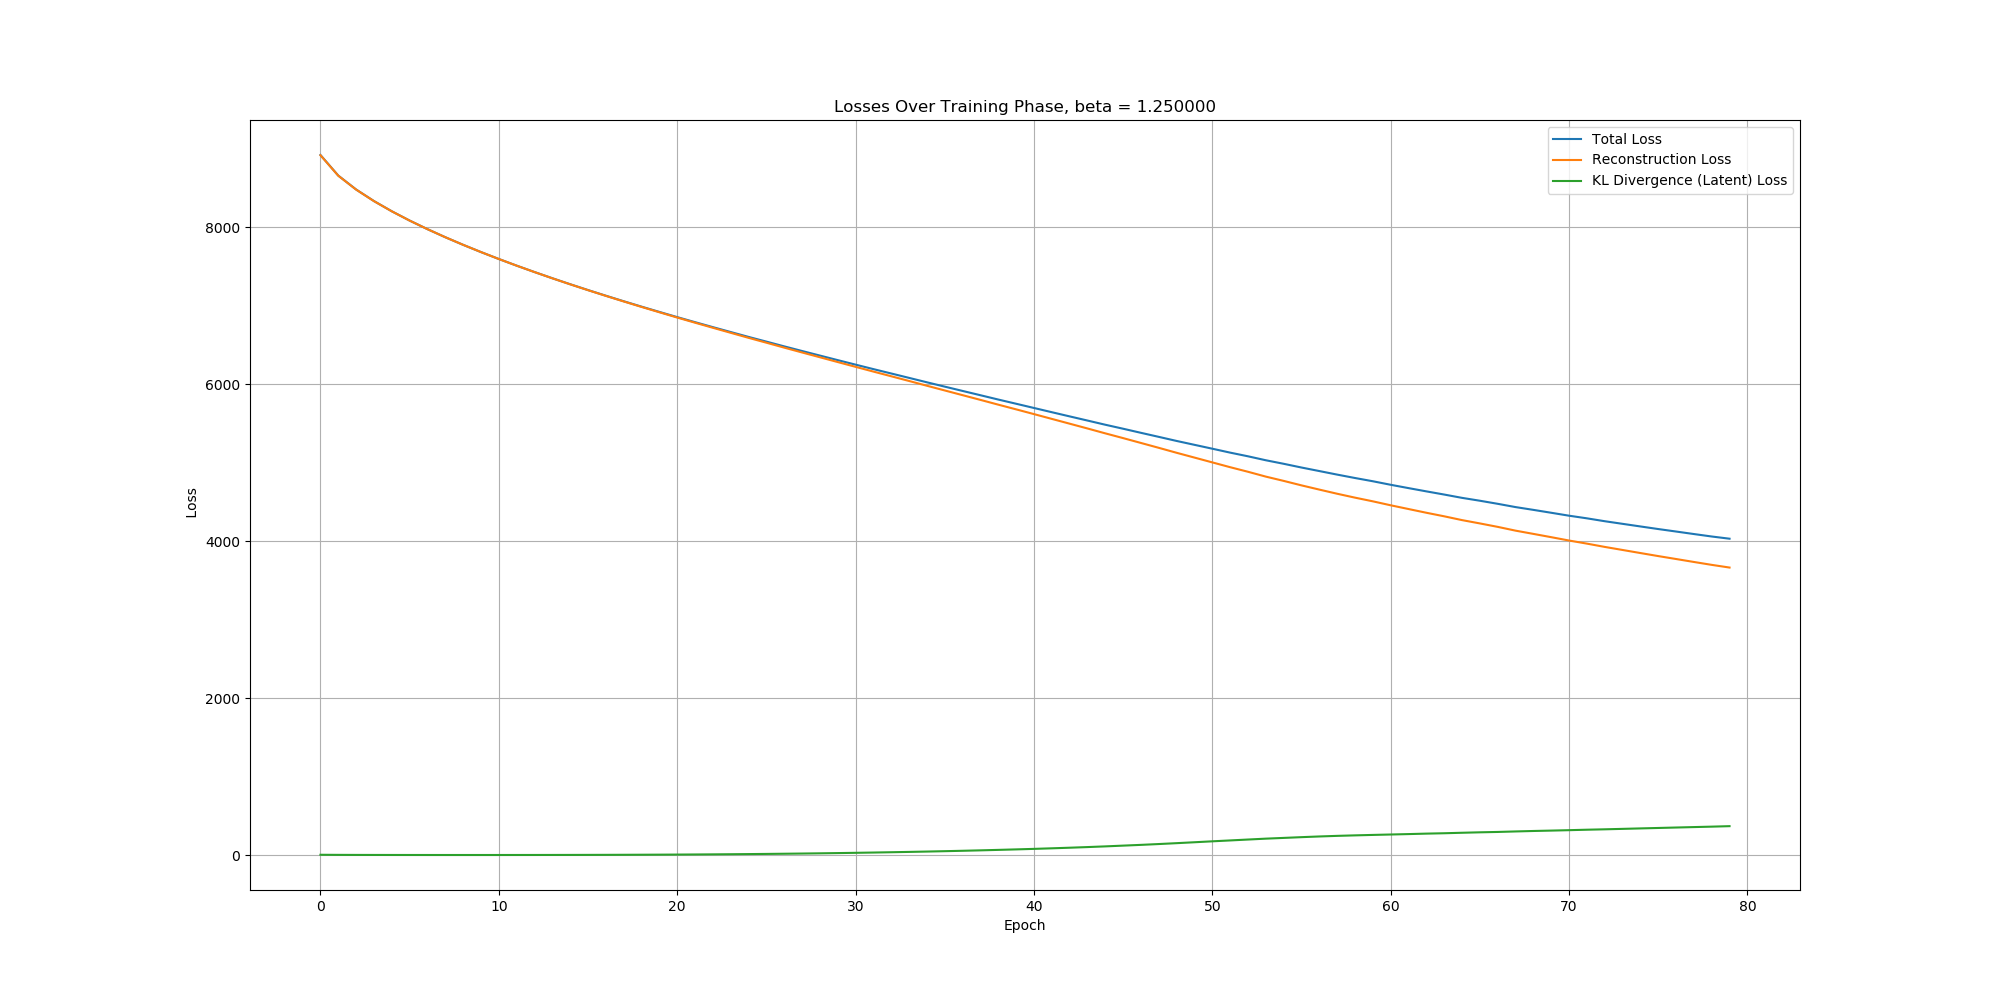 Losses Over Training Phase, beta = 1.250000
Total Loss
Reconstruction Loss
KL Divergence (Latent) Loss
8000
6000
4000
2000
0
Loss
0 10 20 30 40 50 60 70 80
Epoch